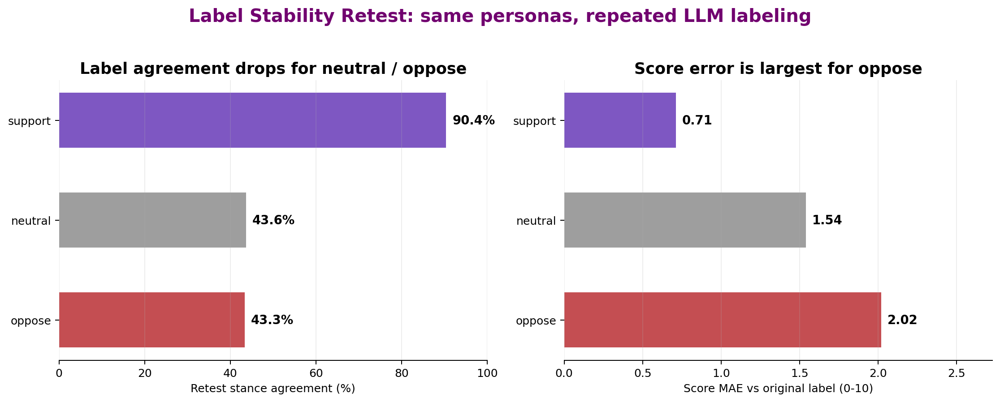 Label Stability Retest: same personas, repeated LLM labeling
Label agreement drops for neutral / oppose
support
90.4%
neutral
43.6%
oppose
43.3%
0 20 40 60 80 100
Retest stance agreement (%)
Score error is largest for oppose
support
0.71
neutral
1.54
oppose
2.02
0.0 0.5 1.0 1.5 2.0 2.5
Score MAE vs original label (0-10)